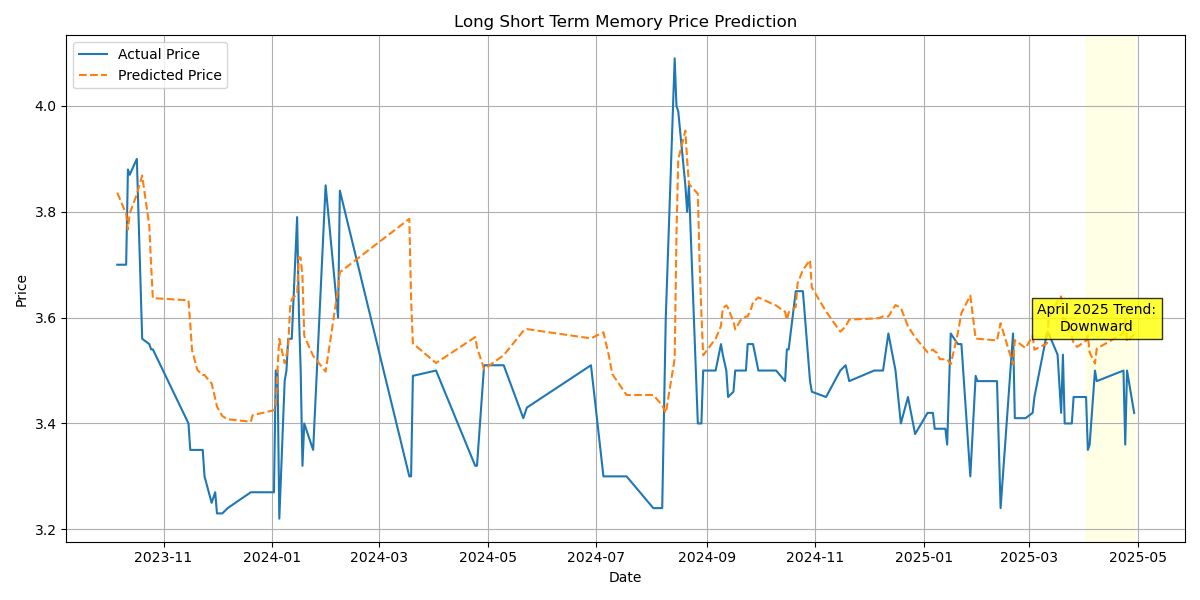 Long Short Term Memory Price Prediction
Actual Price
Predicted Price
April 2025 Trend:
Downward
Price
4.0
3.8
3.6
3.4
3.2
2023-11
2024-01
2024-03
2024-05
2024-07
2024-09
2024-11
2025-01
2025-03
2025-05
Date